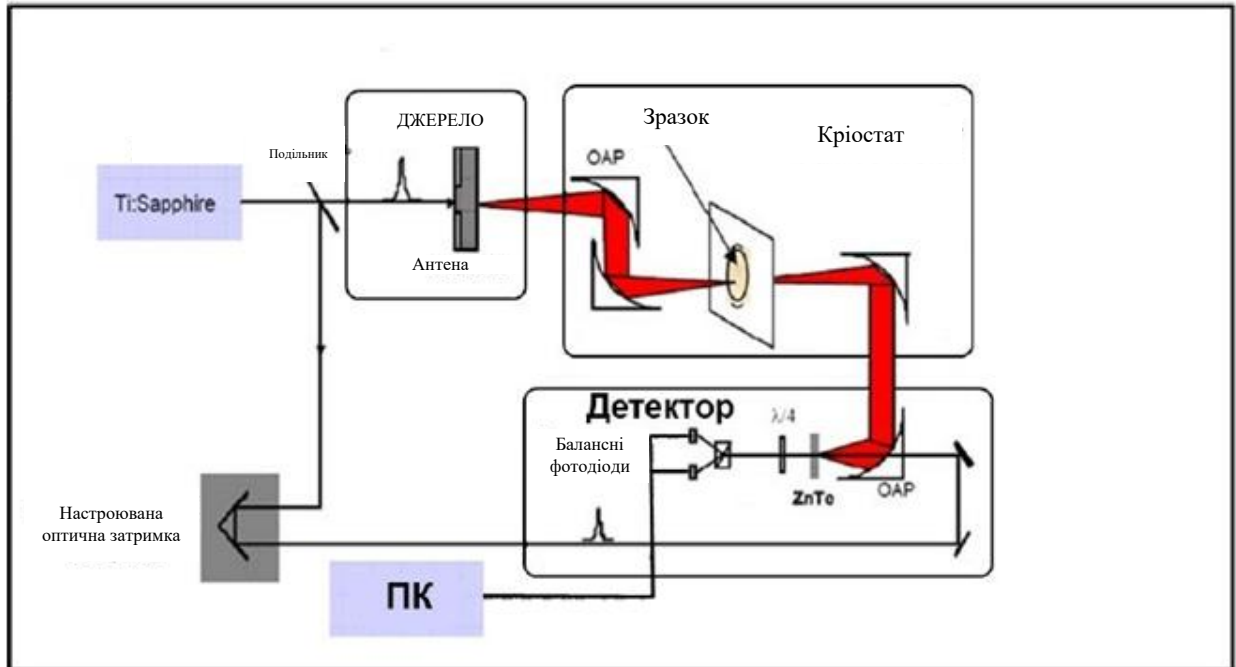 ДЖЕРЕЛО
Подільник
Ti:Sapphire
Антена
Зразок
Кріостат
OAP
Детектор
λ/4
Балансні
фотодіоди
ZnTe
OAP
Настроювана
оптична затримка
ПК